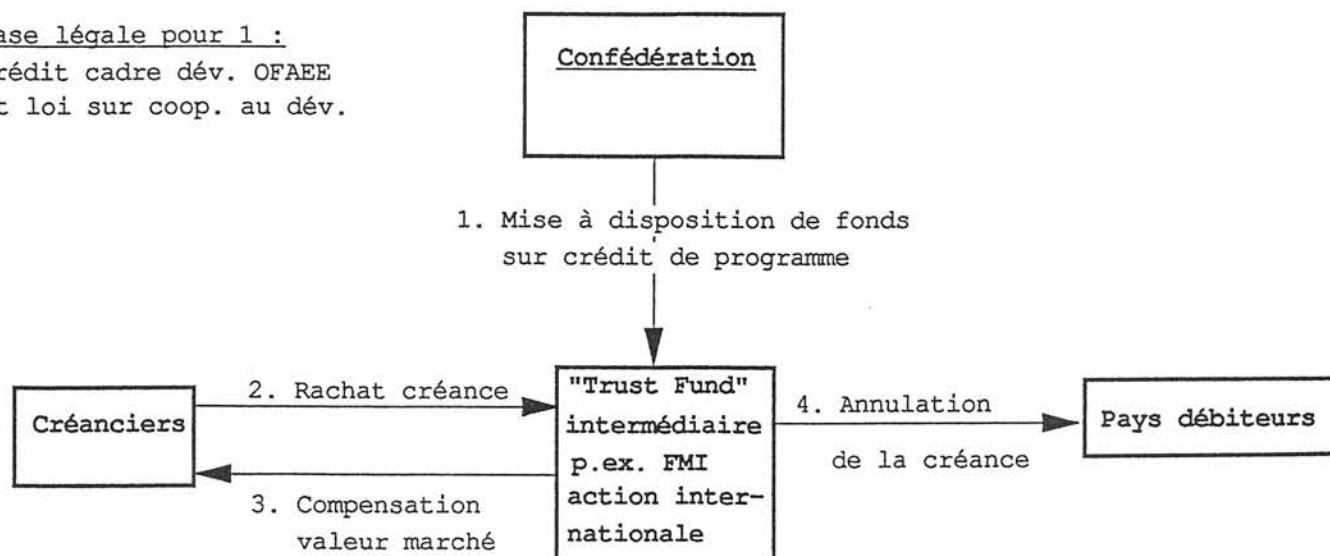 ase légale pour 1 :
rédit cadre dév. OFAEE
t loi sur coop. au dév.
Confédération
1. Mise à disposition de fonds
sur crédit de programme
Créanciers
2. Rachat créance
3. Compensation
valeur marché
"Trust Fund"
intermédiaire
p.ex. FMI
action inter-
nationale
4. Annulation
de la créance
Pays débiteurs